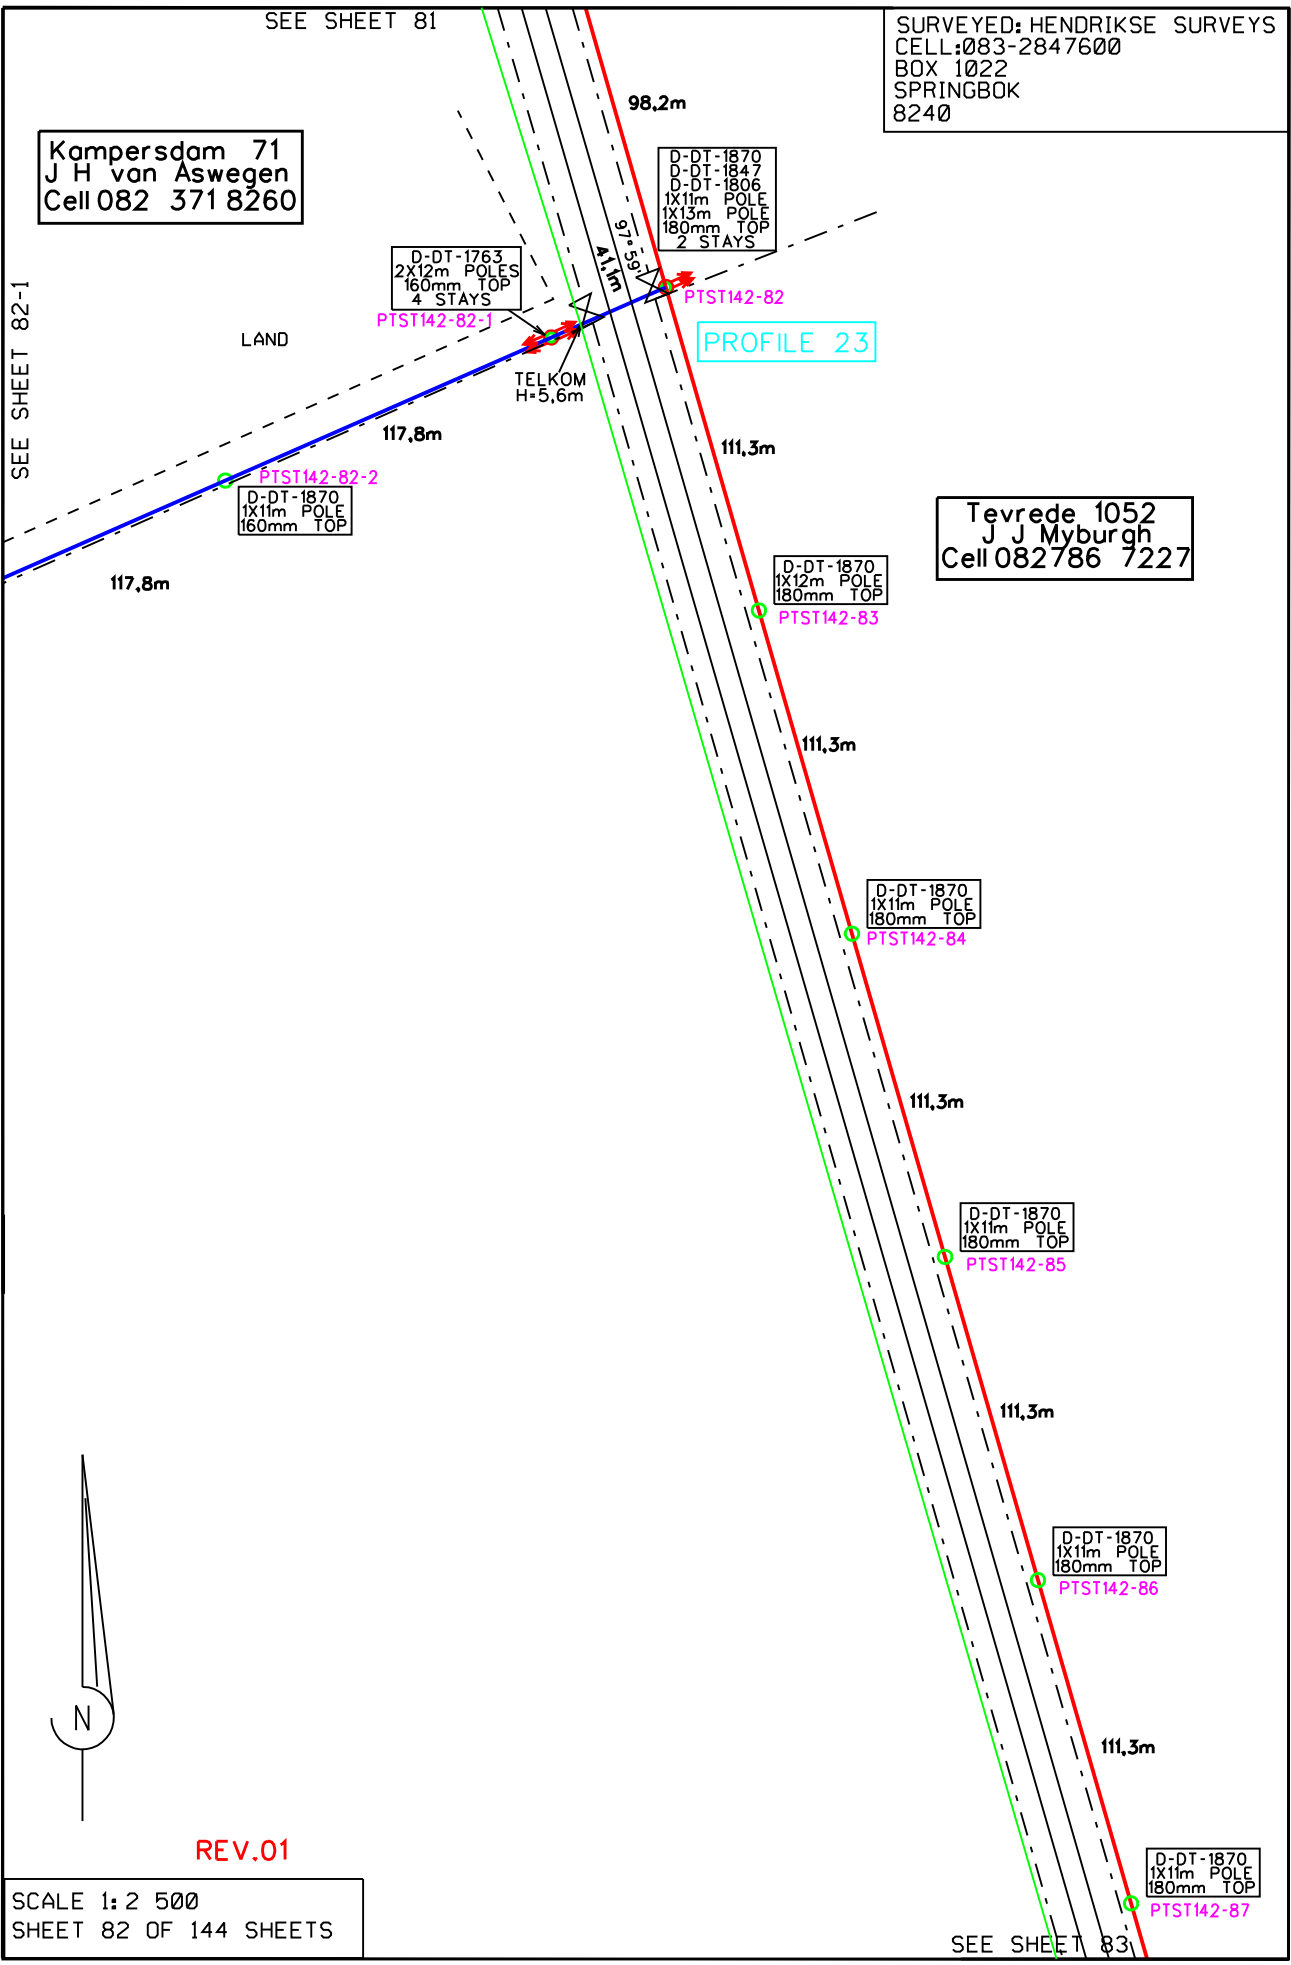 SEE SHEET 81
SURVEYED: HENDRIKSE SURVEYS
CELL:083-2847600
BOX 1022
SPRINGBOK
8240
98,2m
Kampersdam 71
J H van Aswegen
Cell 082 371 8260
D-DT-1870
D-DT-1847
D-DT-1806
1X11m POLE
1X13m POLE
180mm TOP
2 STAYS
97°59'
41,1m
D-DT-1763
2X12m POLES
160mm TOP
4 STAYS
PTST142-82-1
PTST142-82
PROFILE 23
SEE SHEET 82-1
LAND
TELKOM
H=5,6m
117,8m
111,3m
PTST142-82-2
D-DT-1870
1X11m POLE
160mm TOP
Tevrede 1052
J J Myburgh
Cell 082786 7227
117,8m
D-DT-1870
1X12m POLE
180mm TOP
PTST142-83
111,3m
D-DT-1870
1X11m POLE
180mm TOP
PTST142-84
111,3m
D-DT-1870
1X11m POLE
180mm TOP
PTST142-85
111,3m
D-DT-1870
1X11m POLE
180mm TOP
PTST142-86
N
111,3m
REV.01
D-DT-1870
1X11m POLE
180mm TOP
PTST142-87
SCALE 1:2 500
SHEET 82 OF 144 SHEETS
SEE SHEET 83